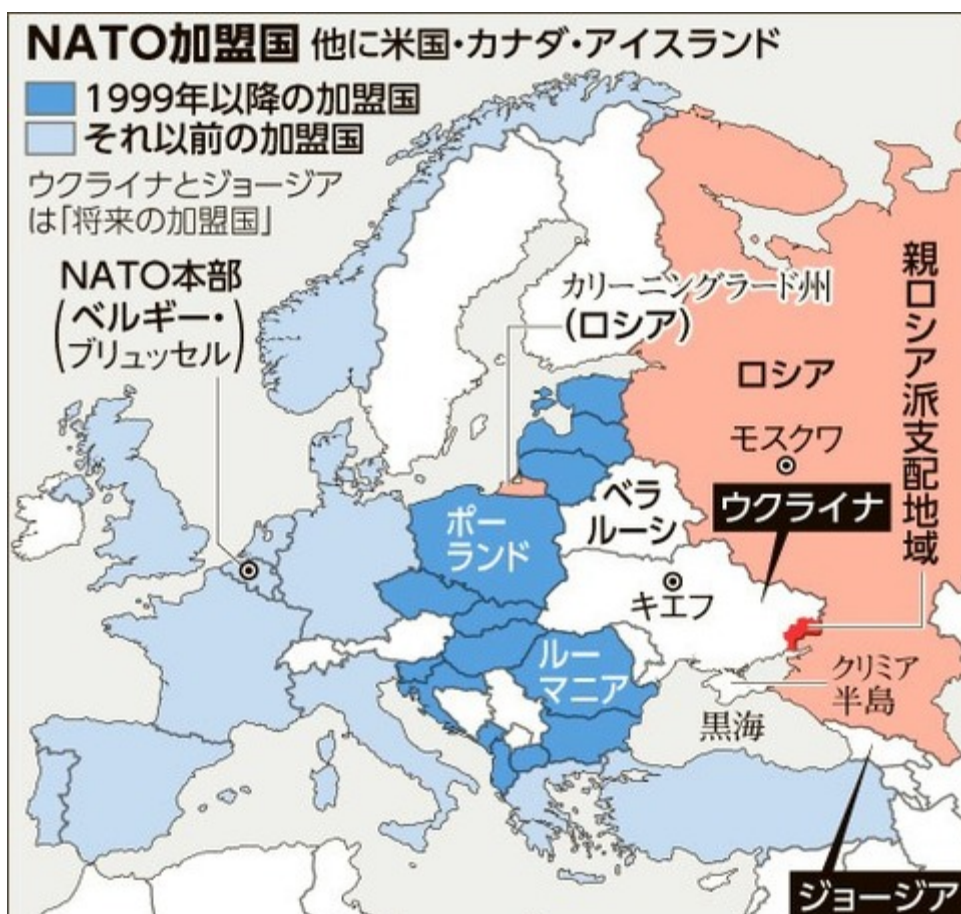 NATO加盟国 他に米国・カナダ・アイスランド
1999年以降の加盟国
それ以前の加盟国
ウクライナとジョージア
は「将来の加盟国」
NATO本部
(ベルギー・
ブリュッセル)
カリーニングラード州
(ロシア)
親ロシア派支配地域
ロシア
モスクワ
ベラ
ルーシ
ウクライナ
ポー
ランド
キエフ
ルー
マニア
クリミア
半島
黒海
ジョージア